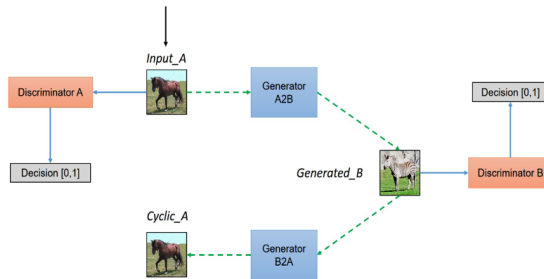 Input_A
Discriminator A
Generator
A2B
Decision [0,1]
Decision [0,1]
Generated_B
Discriminator B
Cyclic_A
Generator
B2A